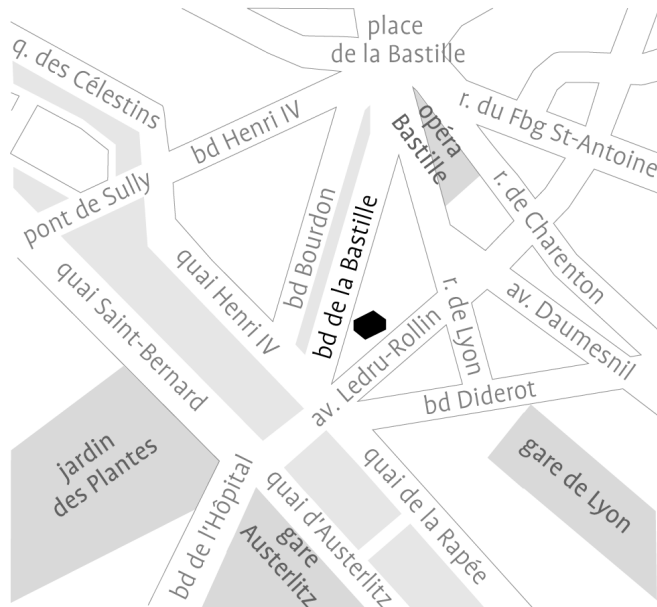 place
de la Bastille
q. des Célestins
bd Henri IV
opéra
Bastille
r. du Fbg St-Antoine
pont de Sully
bd Bourdon
bd de la Bastille
r. de Charenton
quai Saint-Bernard
quai Henri IV
r. de Lyon
av. Daumesnil
av. Ledru-Rollin
bd Diderot
jardin
des Plantes
bd de l'Hôpital
quai d'Austerlitz
gare
Austerlitz
quai de la Rapée
gare de Lyon